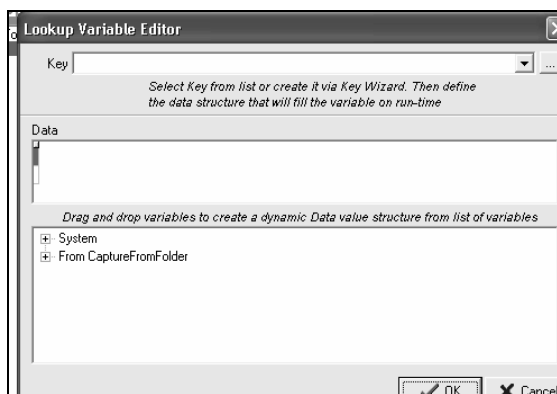 Lookup Variable Editor
Key
...
Select Key from list or create it via Key Wizard. Then define
the data structure that will fill the variable on run-time
Data
Drag and drop variables to create a dynamic Data value structure from list of variables
System
From CaptureFromFolder
OK Cancel